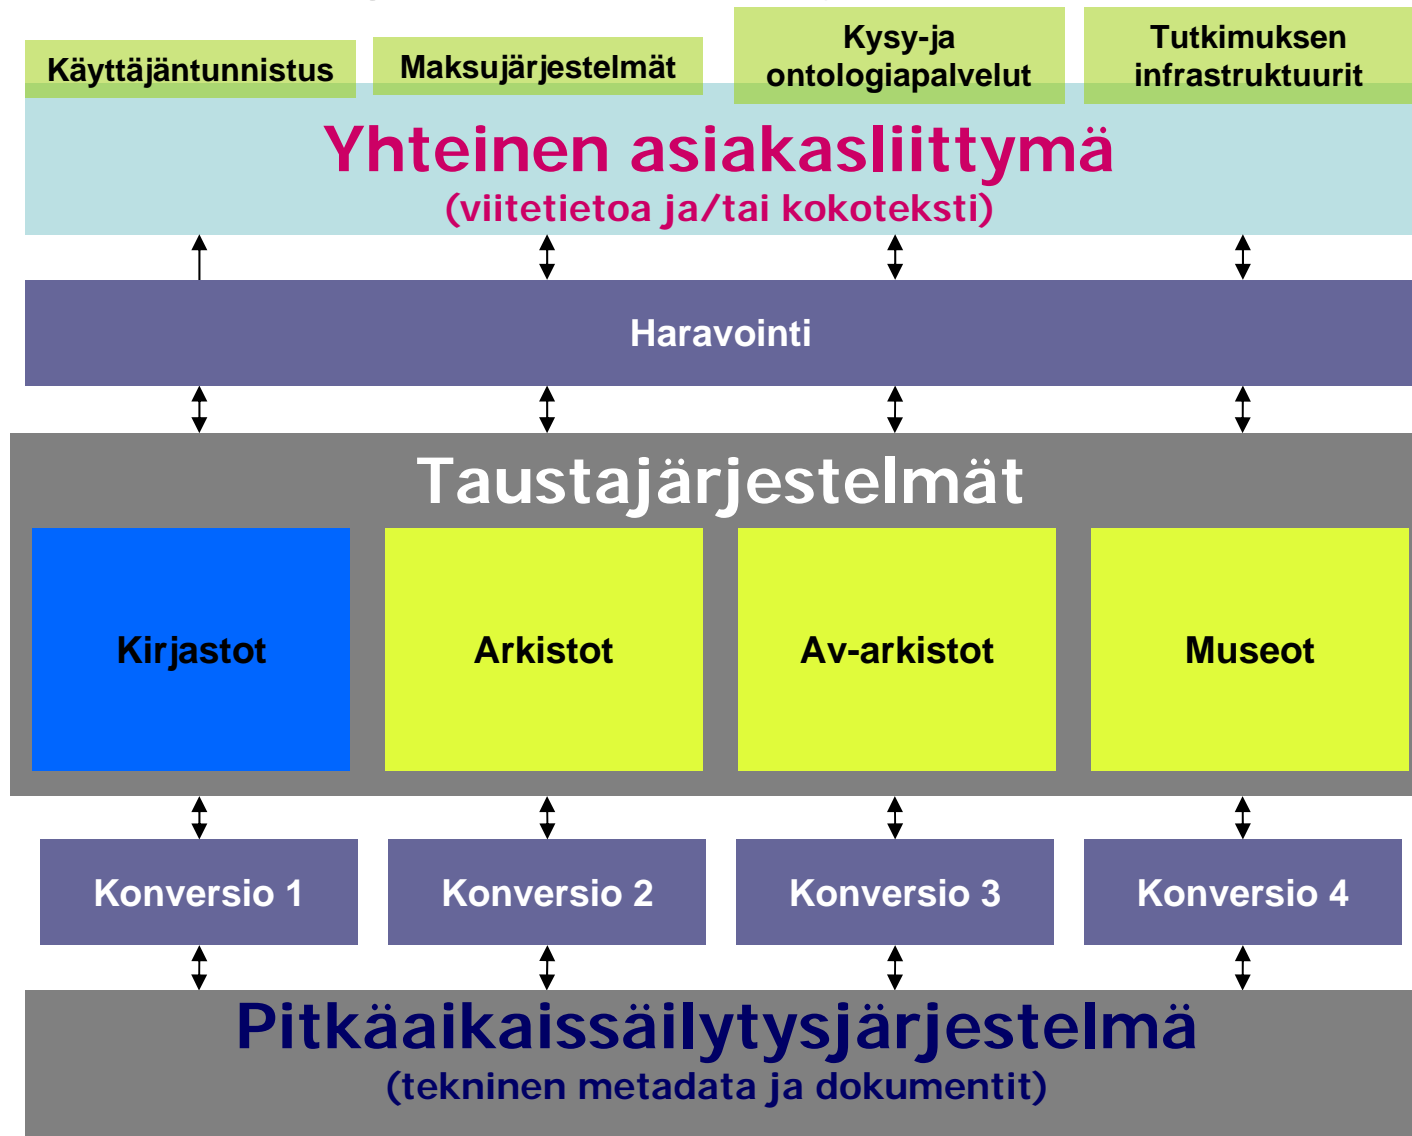 Käyttäjäntunnistus
Maksujärjestelmät
Kysy-ja
ontologiapalvelut
Tutkimuksen
infrastruktuurit
Yhteinen asiakasliittymä
(viitetietoa ja/tai kokoteksti)
Haravointi
Taustajärjestelmät
Kirjastot
Arkistot
Av-arkistot
Museot
Konversio 1
Konversio 2
Konversio 3
Konversio 4
Pitkäaikaissäilytysjärjestelmä
(tekninen metadata ja dokumentit)